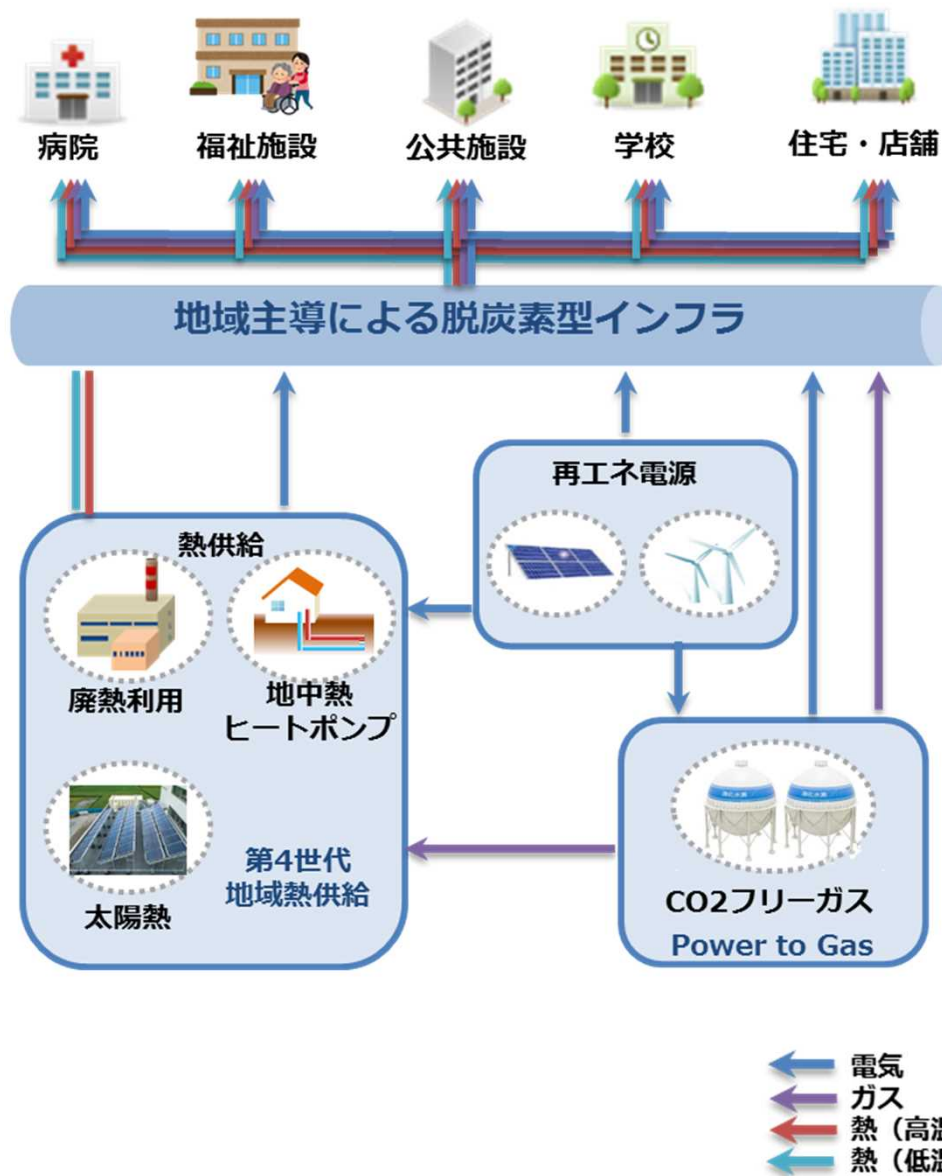 病院
福祉施設
公共施設
学校
住宅・店舗
地域主導による脱炭素型インフラ
再エネ電源
熱供給
廃熱利用
地中熱
ヒートポンプ
太陽熱
第4世代
地域熱供給
CO2フリーガス
Power to Gas
電気
ガス
熱（高温
熱（低温